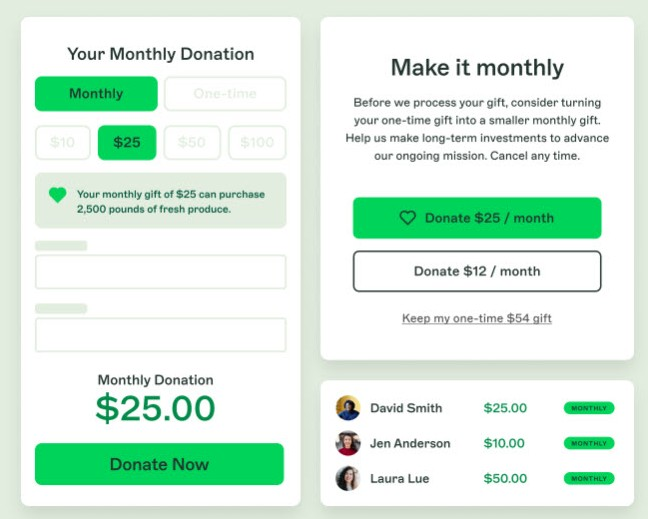 Your Monthly Donation
Monthly
One-time
$10
$25
$50
$100
Your monthly gift of $25 can purchase
2,500 pounds of fresh produce.
Monthly Donation
$25.00
Donate Now
Make it monthly
Before we process your gift, consider turning
your one-time gift into a smaller monthly gift.
Help us make long-term investments to advance
our ongoing mission. Cancel any time.
Donate $25 / month
Donate $12 / month
Keep my one-time $54 gift
David Smith $25.00 MONTHLY
Jen Anderson $10.00 MONTHLY
Laura Lue $50.00 MONTHLY